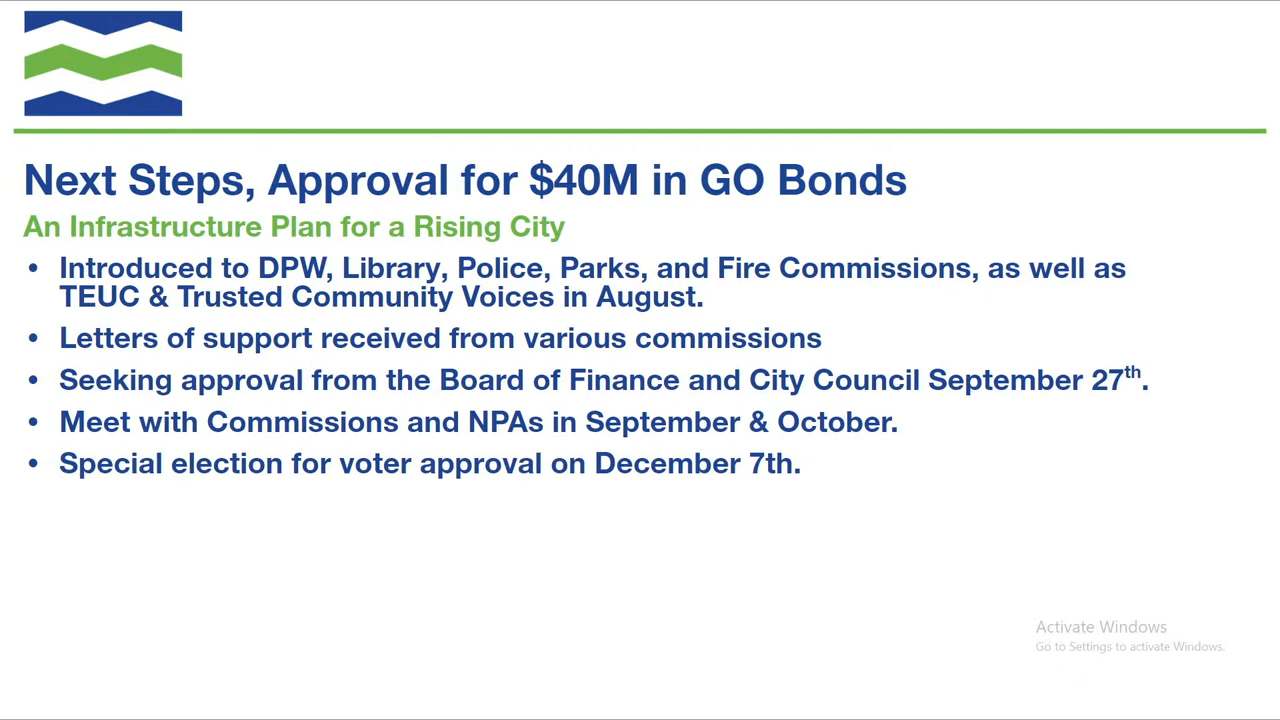 Next Steps, Approval for $40M in GO Bonds
An Infrastructure Plan for a Rising City
• Introduced to DPW, Library, Police, Parks, and Fire Commissions, as well as
TEUC & Trusted Community Voices in August.
• Letters of support received from various commissions
• Seeking approval from the Board of Finance and City Council September 27th.
• Meet with Commissions and NPAs in September & October.
• Special election for voter approval on December 7th.
Activate Windows
Go to Settings to activate Windows.